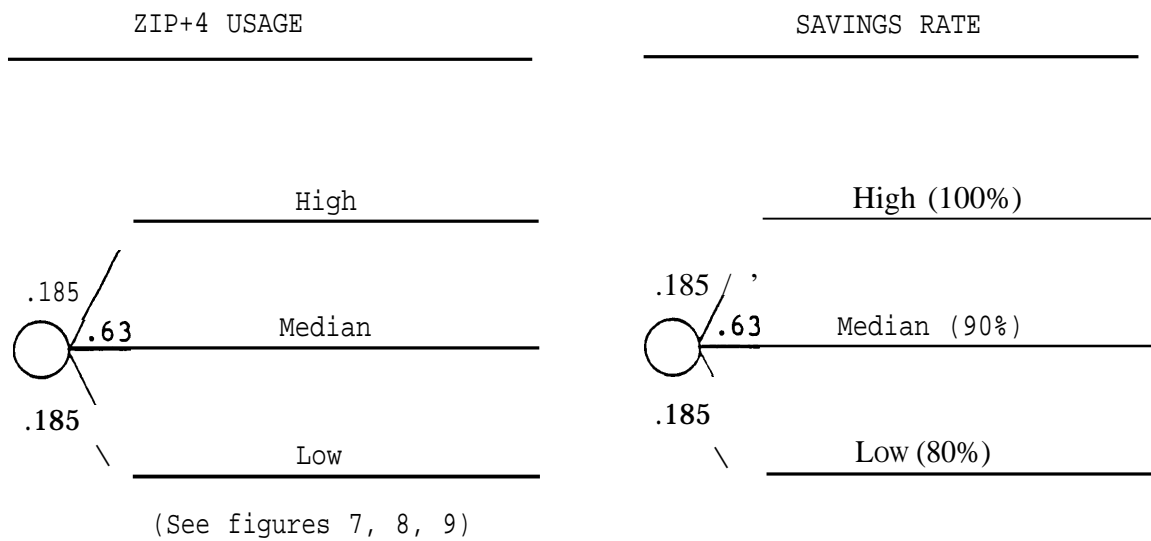 ZIP+4 USAGE
High
.185
.63
Median
.185
Low
(See figures 7, 8, 9)
SAVINGS RATE
High (100%)
.185
.63
Median (90%)
.185
Low (80%)